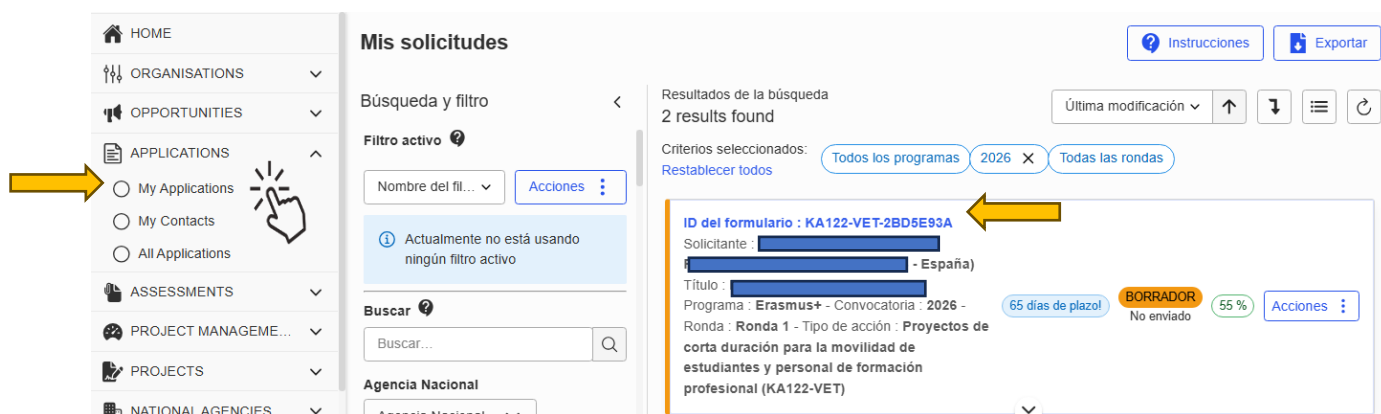 HOME
ORGANISATIONS
OPPORTUNITIES
APPLICATIONS
My Applications
My Contacts
All Applications
ASSESSMENTS
PROJECT MANAGEME...
PROJECTS
NATIONAL AGENCIES
Mis solicitudes
Instrucciones
Exportar
Búsqueda y filtro
Filtro activo
Nombre del fil...
Acciones
Actualmente no está usando
ningún filtro activo
Buscar
Buscar...
Agencia Nacional
Agencia Nacional
Resultados de la búsqueda
2 results found
Última modificación
Criterios seleccionados:
Restablecer todos
Todos los programas
2026
Todas las rondas
ID del formulario : KA122-VET-2BD5E93A
Solicitante :
- España)
Título :
Programa : Erasmus+ - Convocatoria : 2026 -
Ronda : Ronda 1 - Tipo de acción : Proyectos de
corta duración para la movilidad de
estudiantes y personal de formación
profesional (KA122-VET)
65 días de plazo!
BORRADOR
No enviado
55 %
Acciones